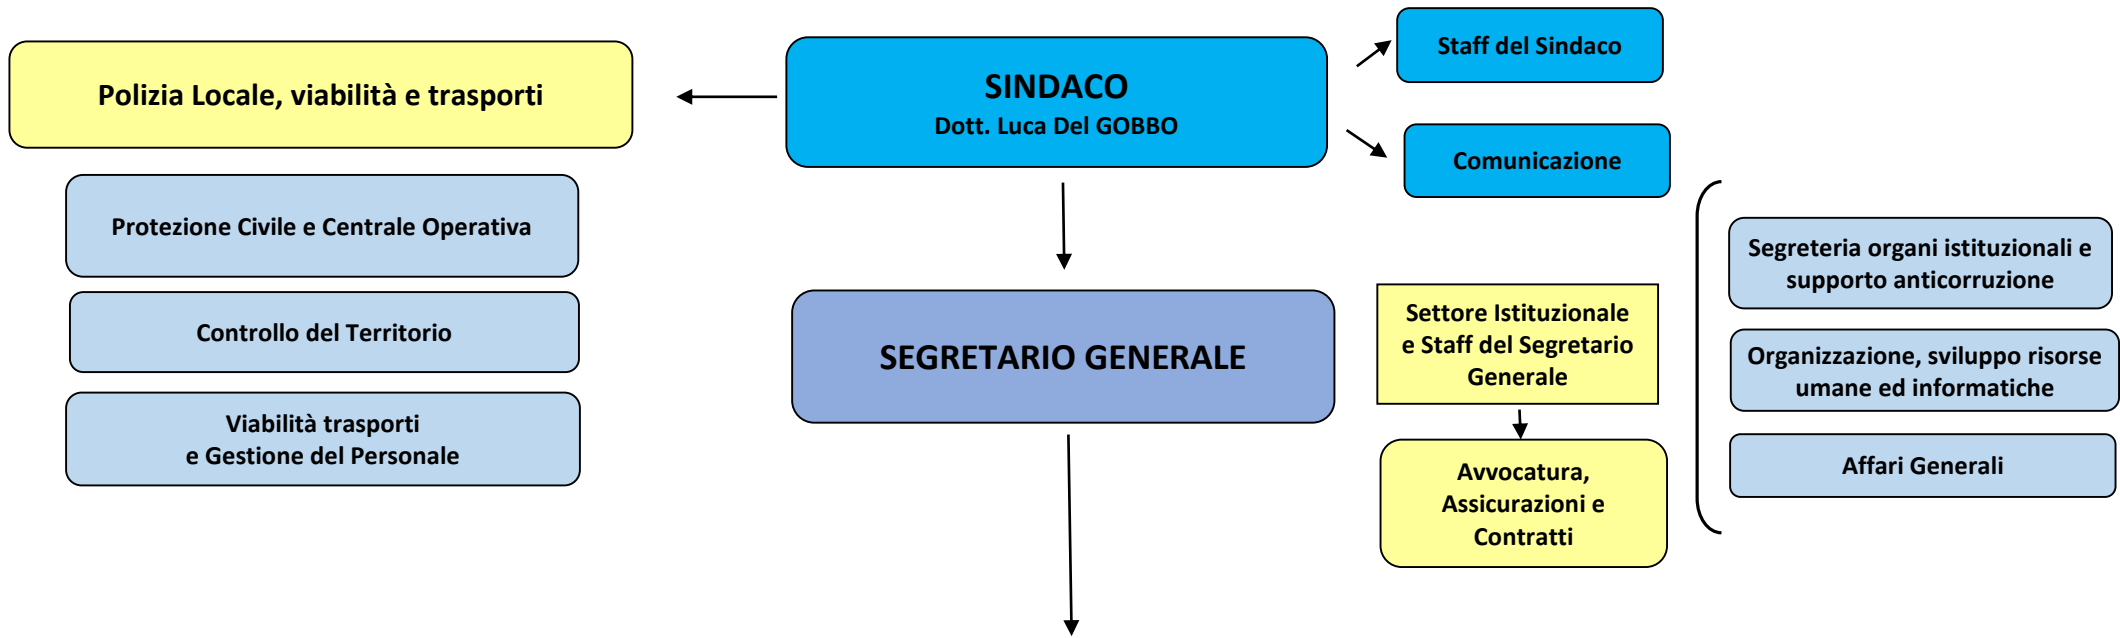 Polizia Locale, viabilità e trasporti
Protezione Civile e Centrale Operativa
Controllo del Territorio
Viabilità trasporti
e Gestione del Personale
SINDACO
Dott. Luca Del GOBBO
Staff del Sindaco
Comunicazione
SEGRETARIO GENERALE
Settore Istituzionale
e Staff del Segretario
Generale
Avvocatura,
Assicurazioni e
Contratti
Segreteria organi istituzionali e
supporto anticorruzione
Organizzazione, sviluppo risorse
umane ed informatiche
Affari Generali